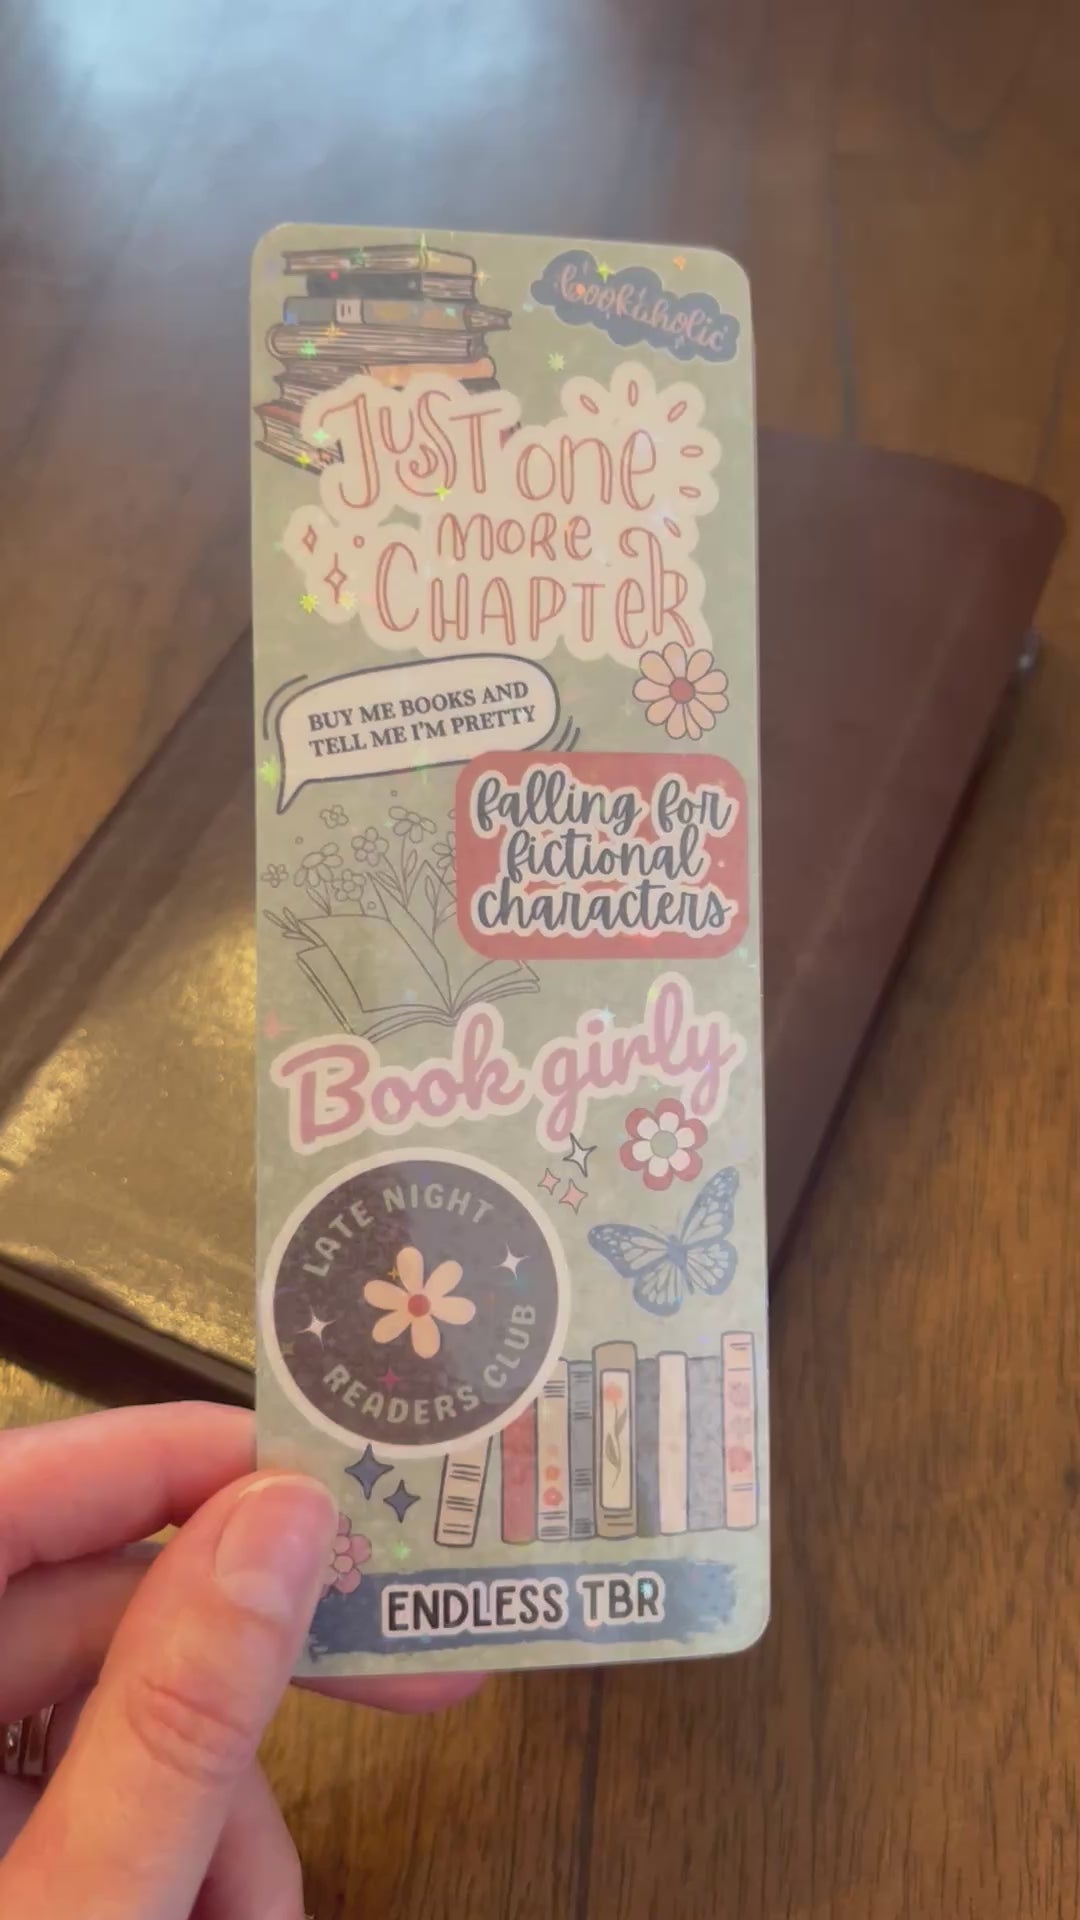 bookaholic
JUST one
MORE
CHAPTER
BUY ME BOOKS AND
TELL ME I'M PRETTY
falling for
fictional
characters
Book girly
LATE NIGHT
READERS CLUB
ENDLESS TBR